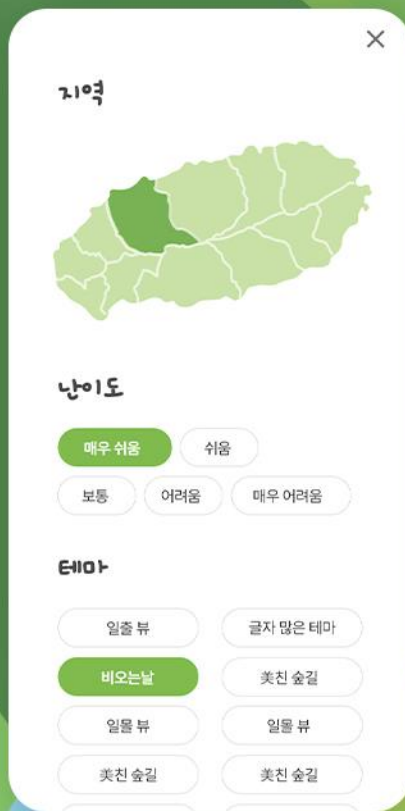 지역
난이도
매우 쉬움 쉬움
보통 어려움 매우 어려움
테마
일출 뷰 글자 많은 테마
비오는날 美친 숲길
일몰 뷰 일몰 뷰
美친 숲길 美친 숲길